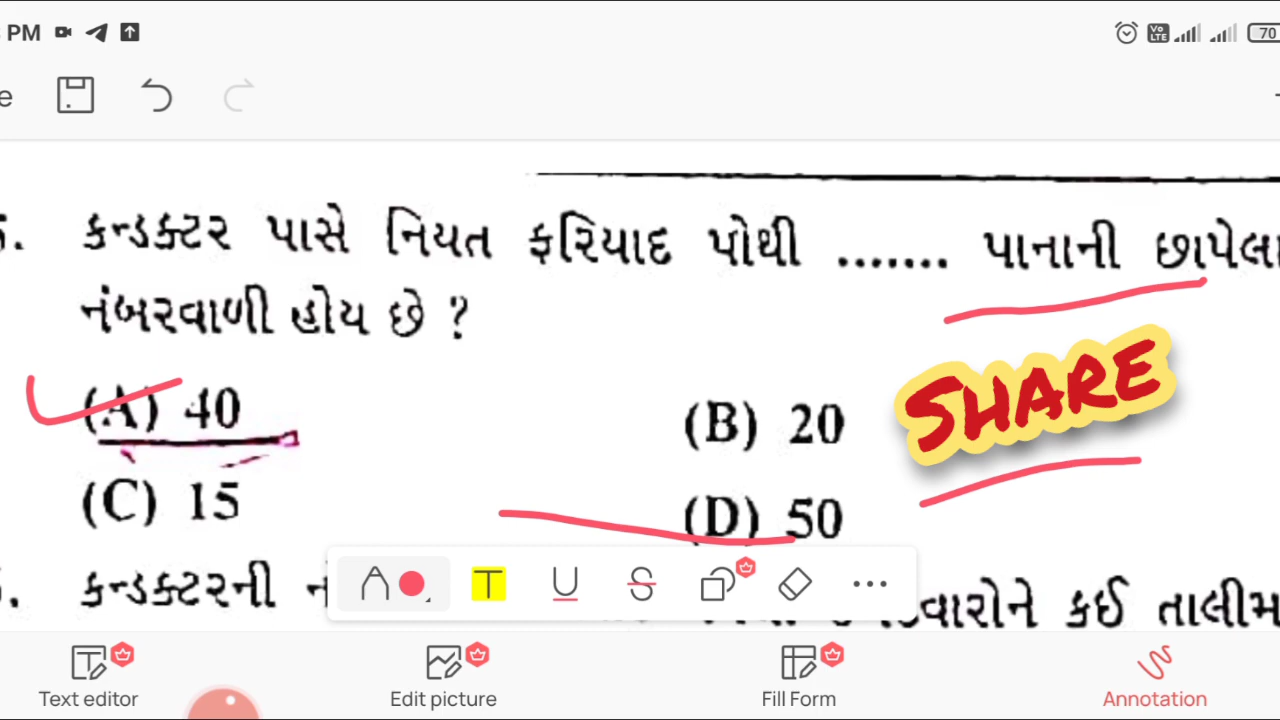 PM
70
કન્ડક્ટર પાસે નિયત ફરિયાદ પોથી ....... પાનાની છાપેલા
નંબરવાળી હોય છે ?
(A) 40
(B) 20
SHARE
(C) 15
(D) 50
કન્ડક્ટરની
કઈ તાલીમ
Text editor
Edit picture
Fill Form
Annotation